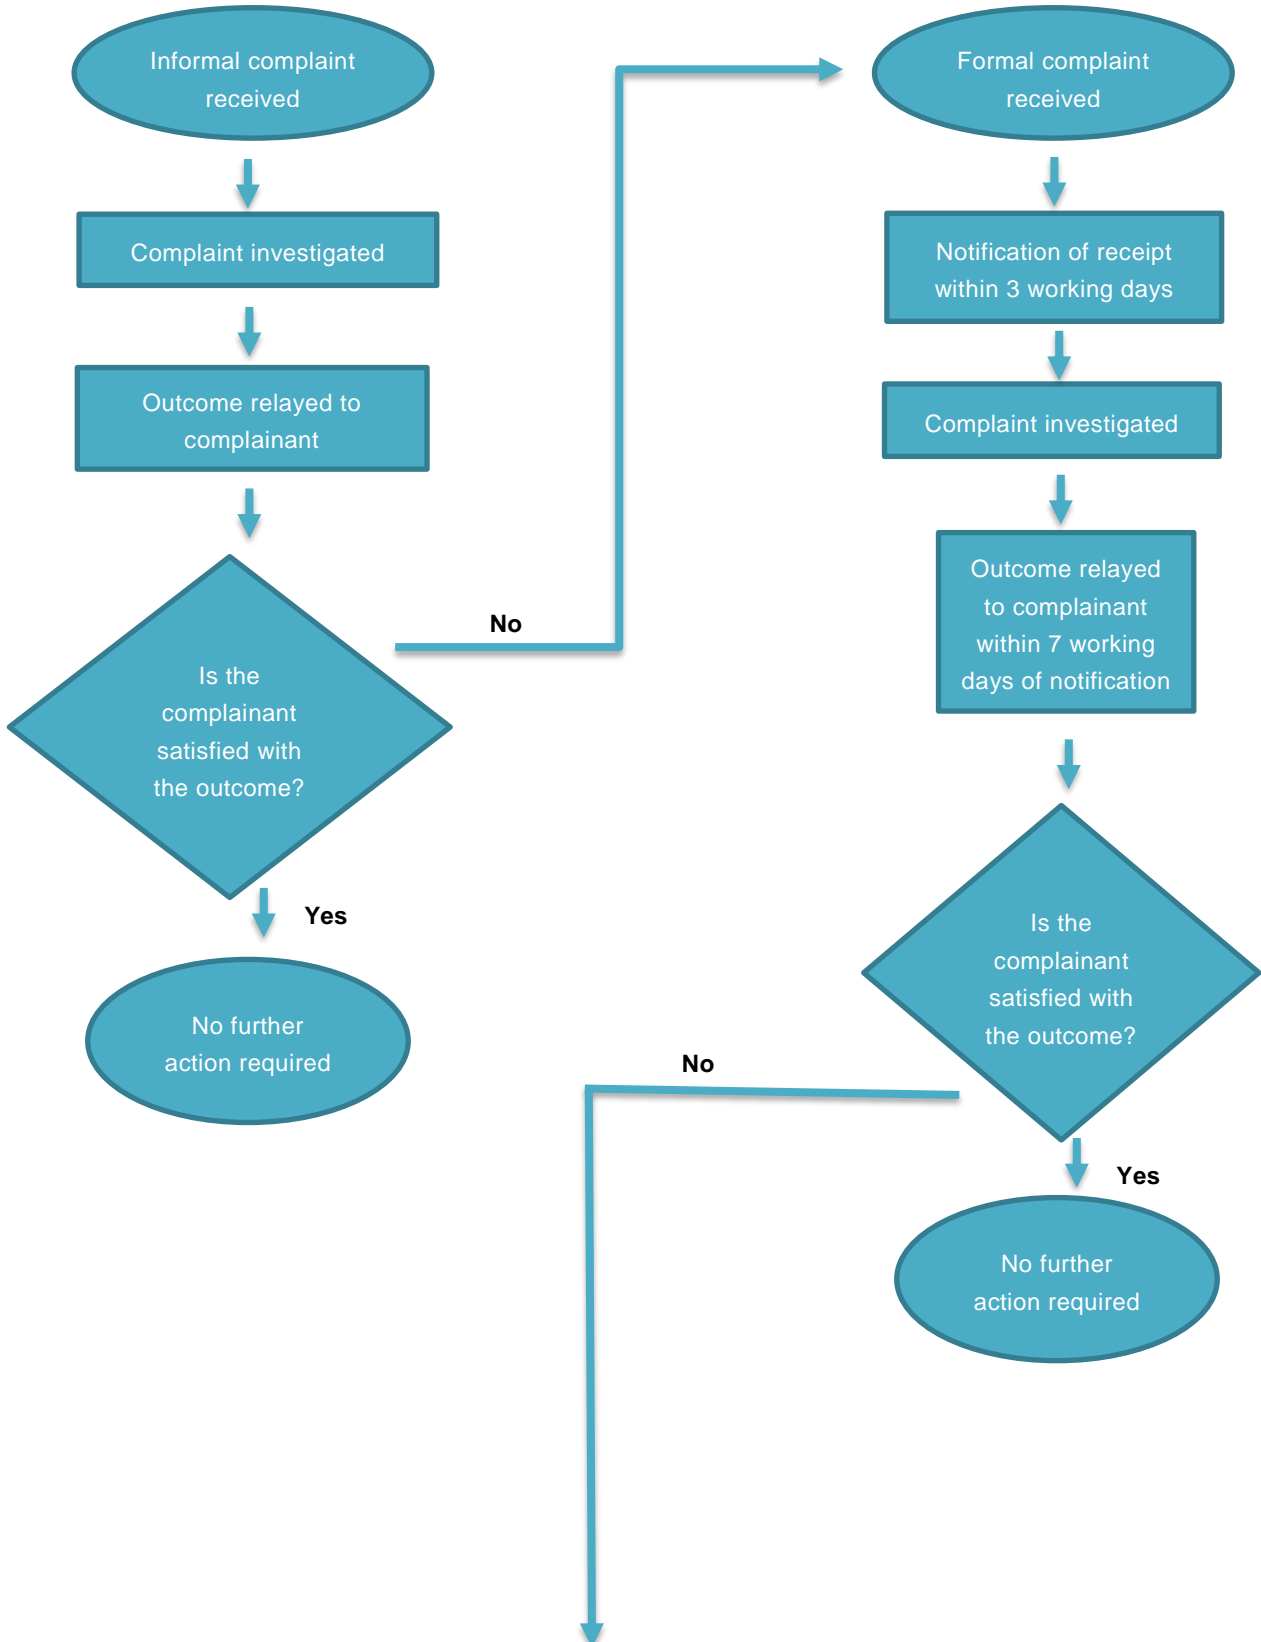 Informal complaint
received
Complaint investigated
Outcome relayed to
complainant
Is the
complainant
satisfied with
the outcome?
No
Yes
No further
action required
Formal complaint
received
Notification of receipt
within 3 working days
Complaint investigated
Outcome relayed
to complainant
within 7 working
days of notification
Is the
complainant
satisfied with
the outcome?
No
Yes
No further
action required